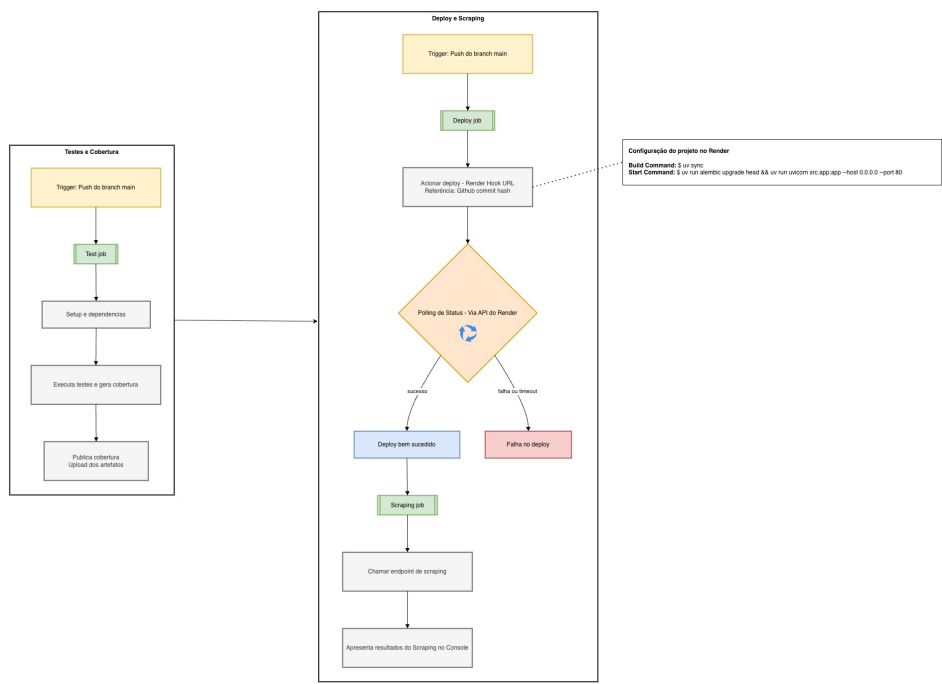 Testes e Cobertura
Trigger: Push do branch main
Test job
Setup e dependencias
Executa testes e gera cobertura
Publica cobertura
Upload dos artefatos
Deploy e Scraping
Trigger: Push do branch main
Deploy job
Acionar deploy - Render Hook URL
Referência: Github commit hash
Polling de Status - Via API do Render
sucesso
falha ou timeout
Deploy bem sucedido
Falha no deploy
Scraping job
Chamar endpoint de scraping
Apresenta resultados do Scraping no Console
Configuração do projeto no Render
Build Command: $ uv sync
Start Command: $ uv run alembic upgrade head && uv run uvicorn src.app:app --host 0.0.0.0 --port 80